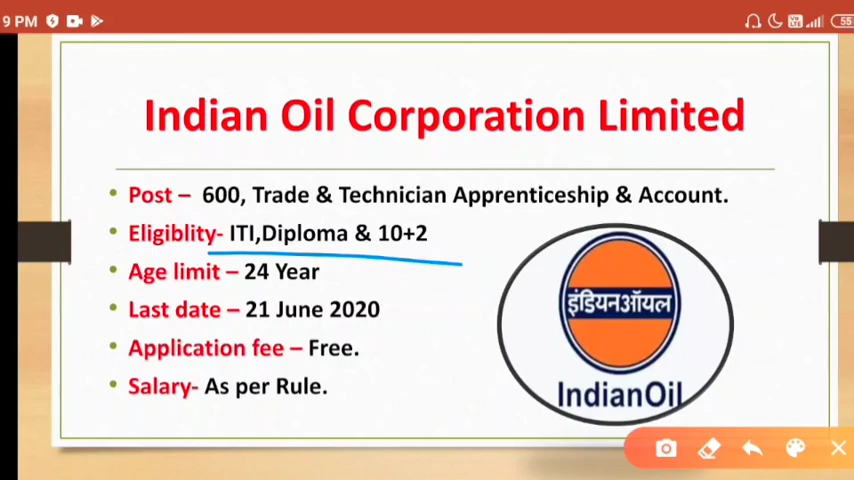 9 PM
55
Indian Oil Corporation Limited
Post – 600, Trade & Technician Apprenticeship & Account.
Eligiblity- ITI,Diploma & 10+2
Age limit – 24 Year
Last date – 21 June 2020
Application fee – Free.
Salary- As per Rule.
इंडियनऑयल
IndianOil